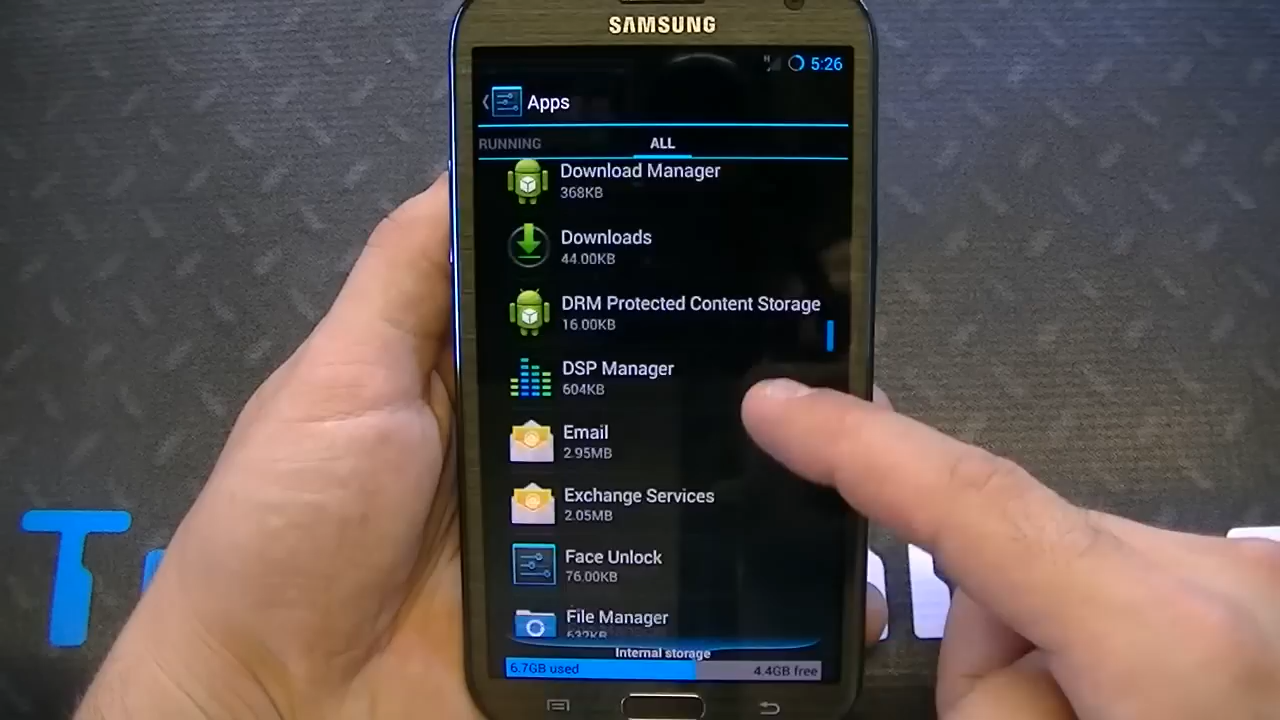 SAMSUNG
5:26
Apps
RUNNING
ALL
Download Manager
368KB
Downloads
44.00KB
DRM Protected Content Storage
16.00KB
DSP Manager
604KB
Email
2.95MB
Exchange Services
2.05MB
Face Unlock
76.00KB
File Manager
632KB
Internal storage
6.7GB used
4.4GB free